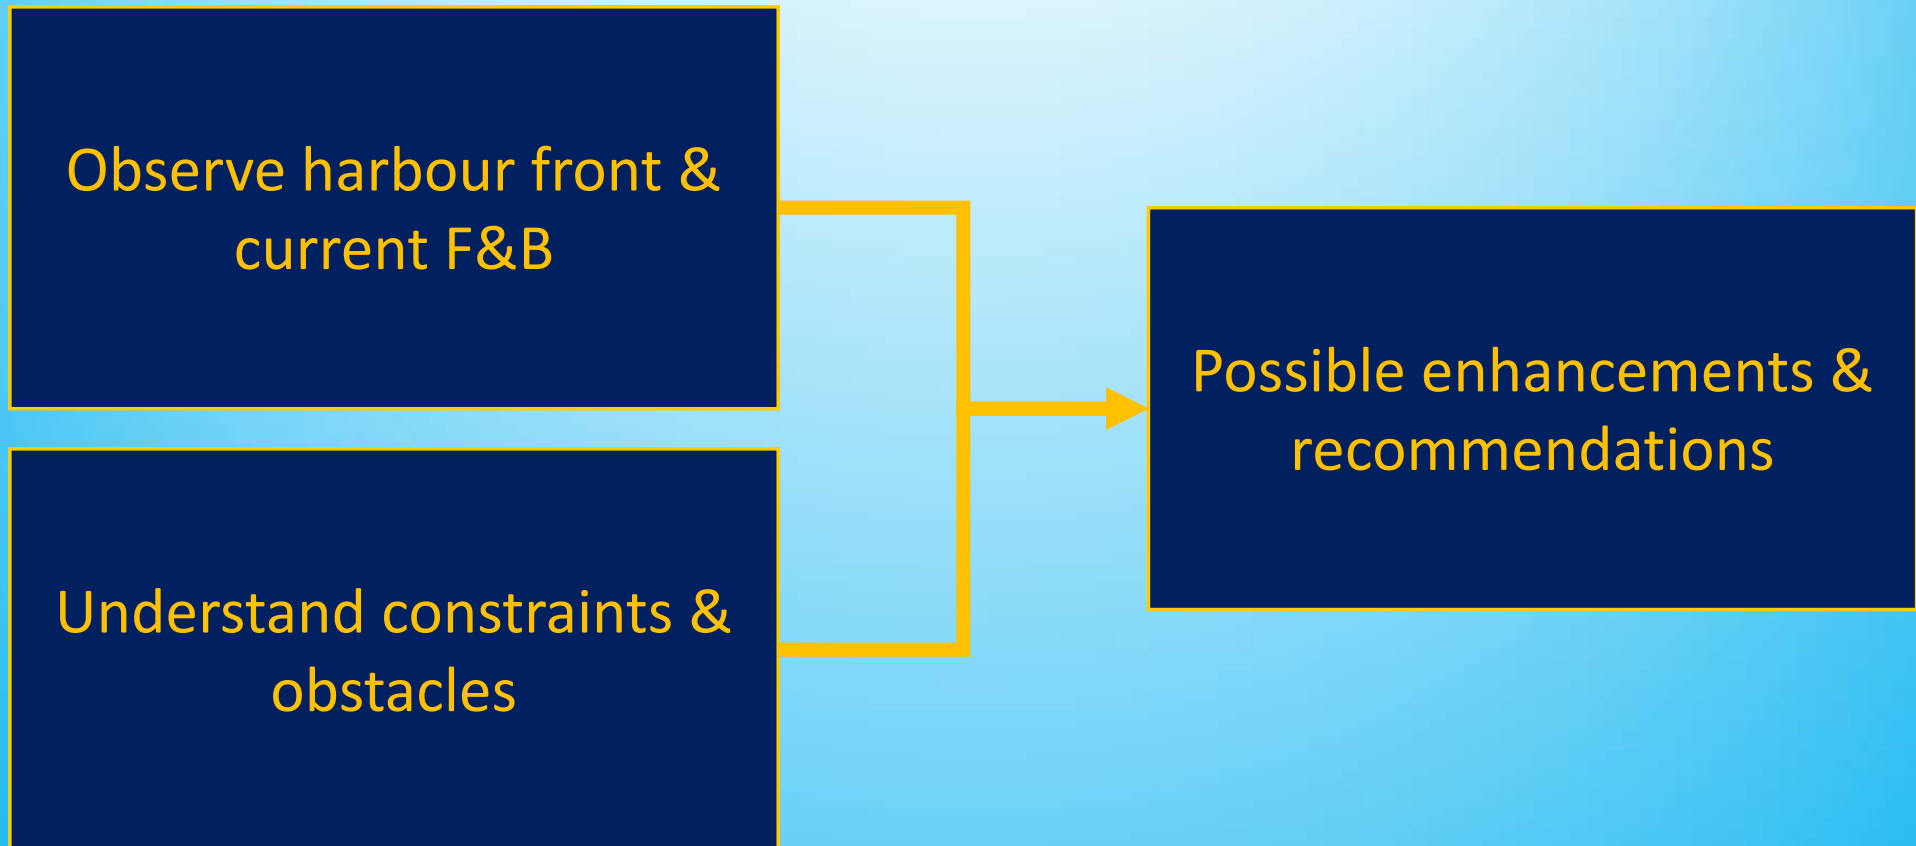 Observe harbour front &
current F&B
Understand constraints &
obstacles
Possible enhancements &
recommendations